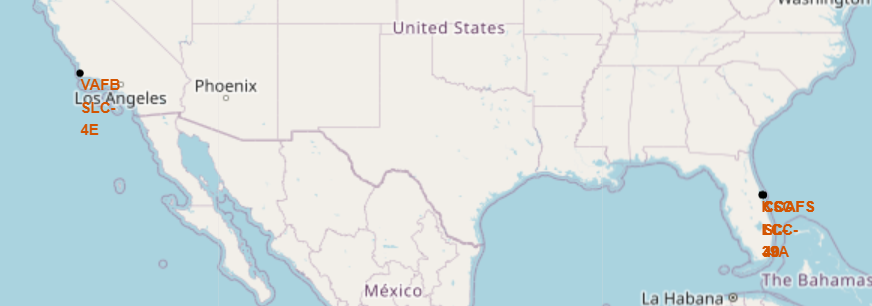 Washington
United States
VAFB
Phoenix
Los Angeles
SLC-
4E
México
The Bahamas
La Habana